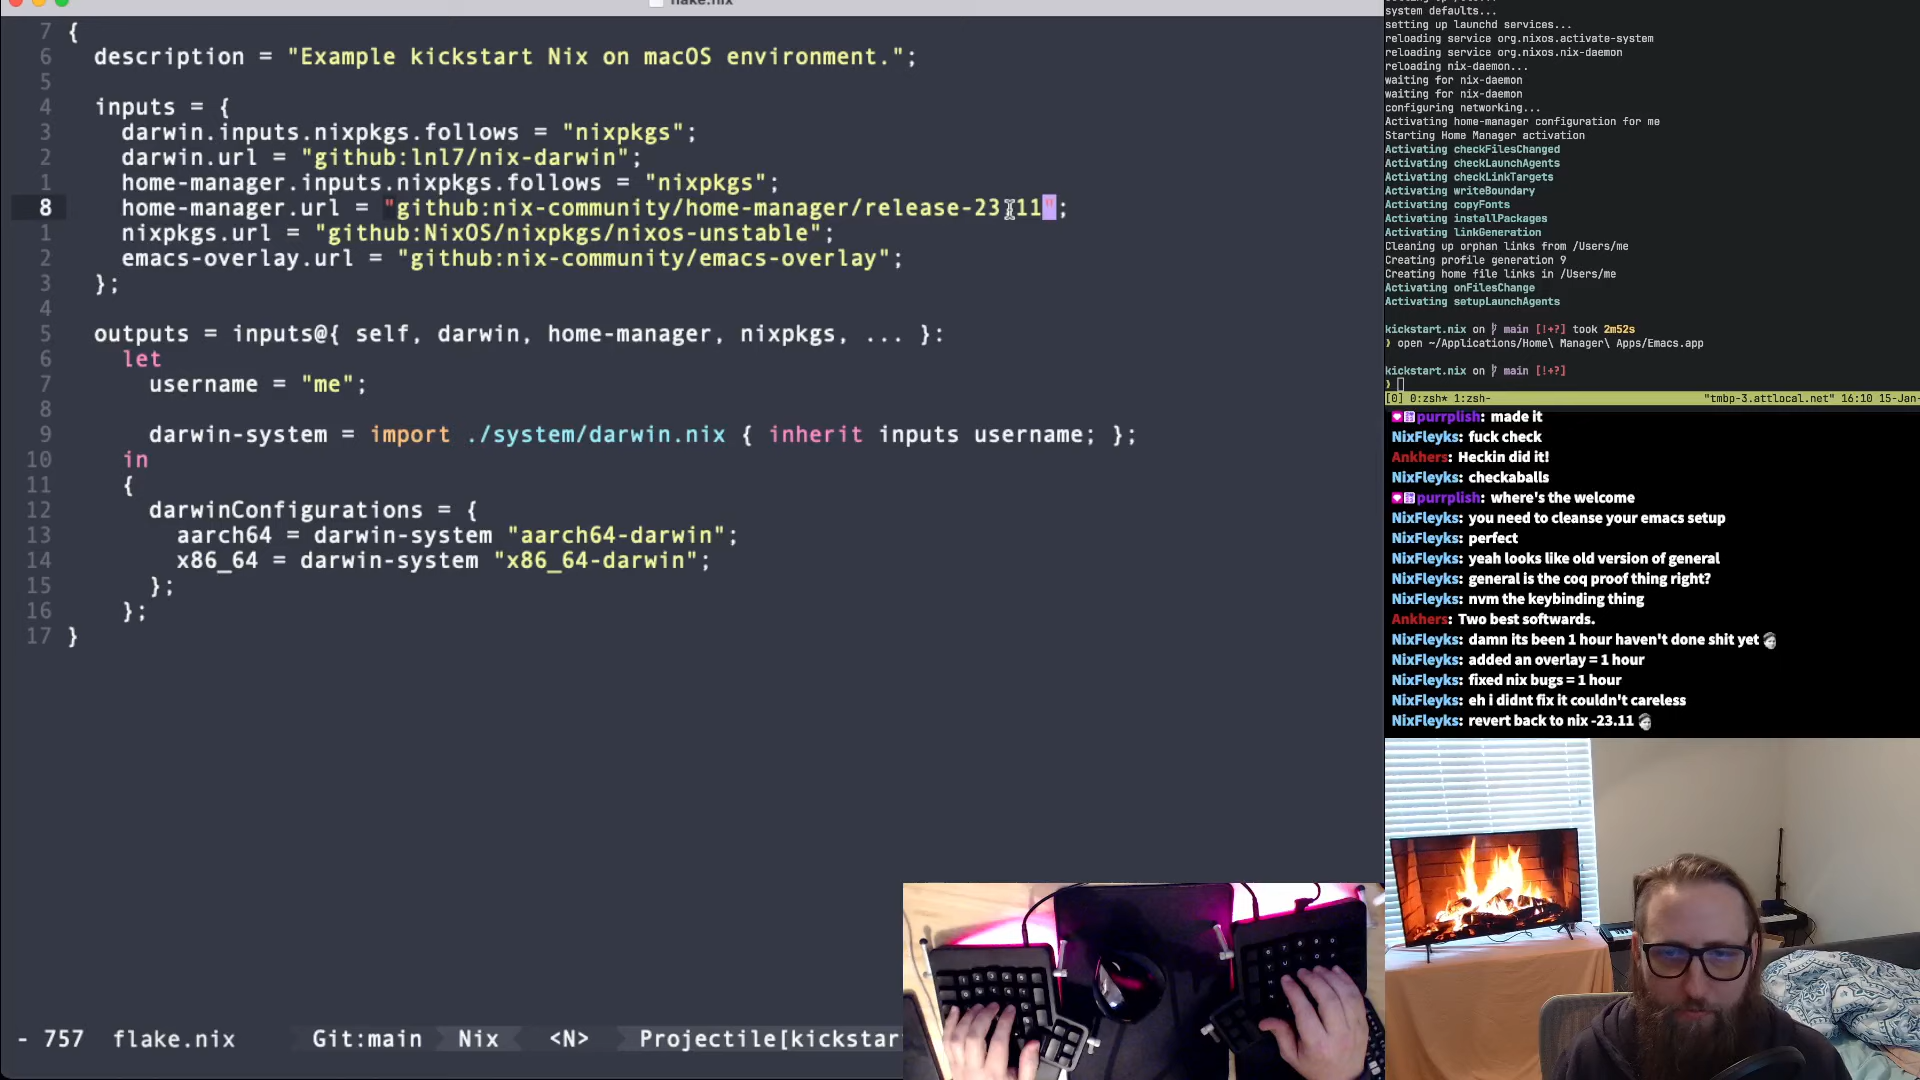 flake.nix
7 {
6 description = "Example kickstart Nix on macOS environment.";
5
4 inputs = {
3 darwin.inputs.nixpkgs.follows = "nixpkgs";
2 darwin.url = "github:lnl7/nix-darwin";
1 home-manager.inputs.nixpkgs.follows = "nixpkgs";
8 home-manager.url = "github:nix-community/home-manager/release-23.11";
1 nixpkgs.url = "github:NixOS/nixpkgs/nixos-unstable";
2 emacs-overlay.url = "github:nix-community/emacs-overlay";
3 };
4
5 outputs = inputs@{ self, darwin, home-manager, nixpkgs, ... }:
6 let
7 username = "me";
8
9 darwin-system = import ./system/darwin.nix { inherit inputs username; };
10 in
11 {
12 darwinConfigurations = {
13 aarch64 = darwin-system "aarch64-darwin";
14 x86_64 = darwin-system "x86_64-darwin";
15 };
16 };
17 }
- 757 flake.nix Git:main Nix <N> Projectile[kickstar
system defaults...
setting up launchd services...
reloading service org.nixos.activate-system
reloading service org.nixos.nix-daemon
reloading nix-daemon...
waiting for nix-daemon
waiting for nix-daemon
configuring networking...
Activating home-manager configuration for me
Starting Home Manager activation
Activating checkFilesChanged
Activating checkLaunchAgents
Activating checkLinkTargets
Activating writeBoundary
Activating copyFonts
Activating installPackages
Activating linkGeneration
Cleaning up orphan links from /Users/me
Creating profile generation 9
Creating home file links in /Users/me
Activating onFilesChange
Activating setupLaunchAgents
kickstart.nix on main [!+?] took 2m52s
❯ open ~/Applications/Home\ Manager\ Apps/Emacs.app
kickstart.nix on main [!+?]
❯
[0] 0:zsh* 1:zsh- "tmbp-3.attlocal.net" 16:10 15-Jan-
purrplish: made it
NixFleyks: fuck check
Ankhers: Heckin did it!
NixFleyks: checkaballs
purrplish: where's the welcome
NixFleyks: you need to cleanse your emacs setup
NixFleyks: perfect
NixFleyks: yeah looks like old version of general
NixFleyks: general is the coq proof thing right?
NixFleyks: nvm the keybinding thing
Ankhers: Two best softwards.
NixFleyks: damn its been 1 hour haven't done shit yet
NixFleyks: added an overlay = 1 hour
NixFleyks: fixed nix bugs = 1 hour
NixFleyks: eh i didnt fix it couldn't careless
NixFleyks: revert back to nix -23.11